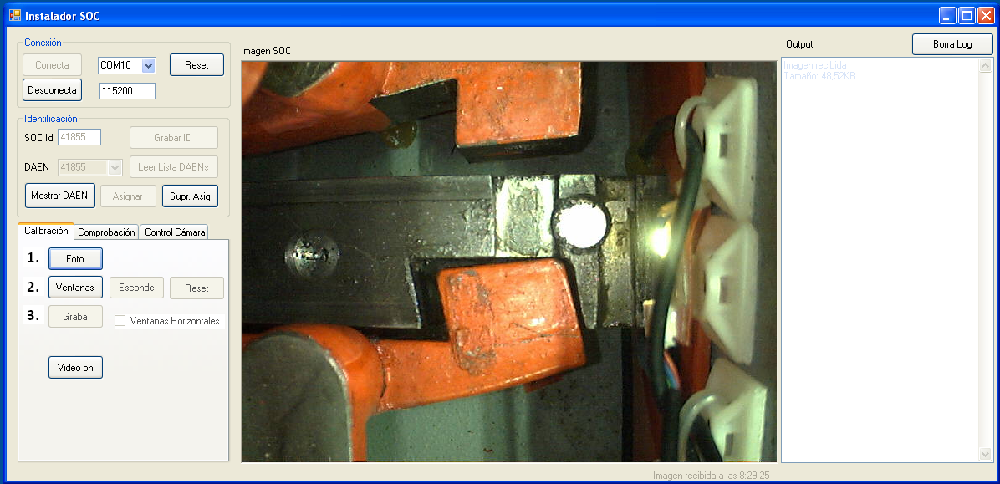 Instalador SOC
Conexión
Conecta
COM10
Reset
Desconecta
115200
Identificación
SOC Id
41855
Grabar ID
DAEN
41855
Leer Lista DAENs
Mostrar DAEN
Asignar
Supr. Asig
Calibración
Comprobación
Control Cámara
1.
Foto
2.
Ventanas
Esconde
Reset
3.
Graba
Ventanas Horizontales
Video on
Imagen SOC
Imagen recibida a las 8:29:25
Output
Borra Log
Imagen recibida
Tamaño: 48,52KB